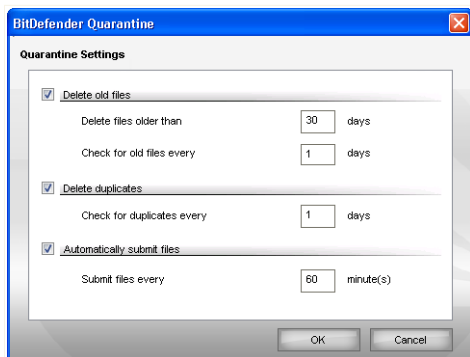 BitDefender Quarantine
Quarantine Settings
Delete old files
Delete files older than 30 days
Check for old files every 1 days
Delete duplicates
Check for duplicates every 1 days
Automatically submit files
Submit files every 60 minute(s)
OK Cancel